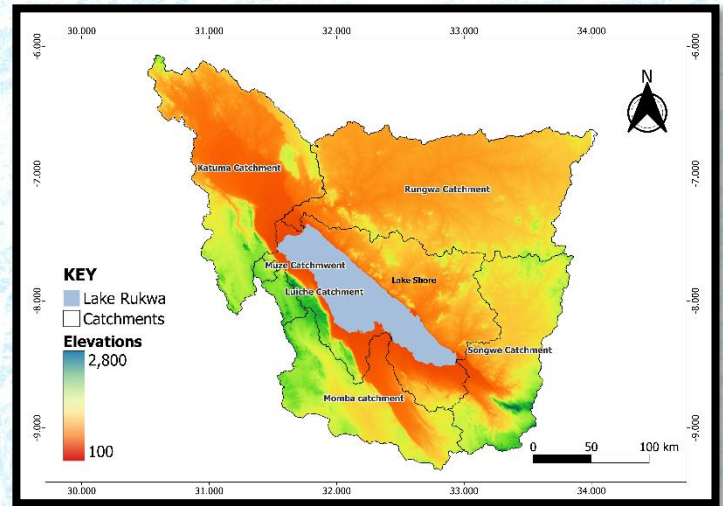 30.000 31.000 32.000 33.000 34.000
-6.000 -6.000
N
Katuma Catchment
-7.000 -7.000
Rungwa Catchment
KEY
Muze Catchmwent
Lake Shore
Lake Rukwa
Luiche Catchment
-8.000 -8.000
Catchments
Elevations
2,800
Songwe Catchment
Momba catchment
100
-9.000 -9.000
0 50 100 km
30.000 31.000 32.000 33.000 34.000